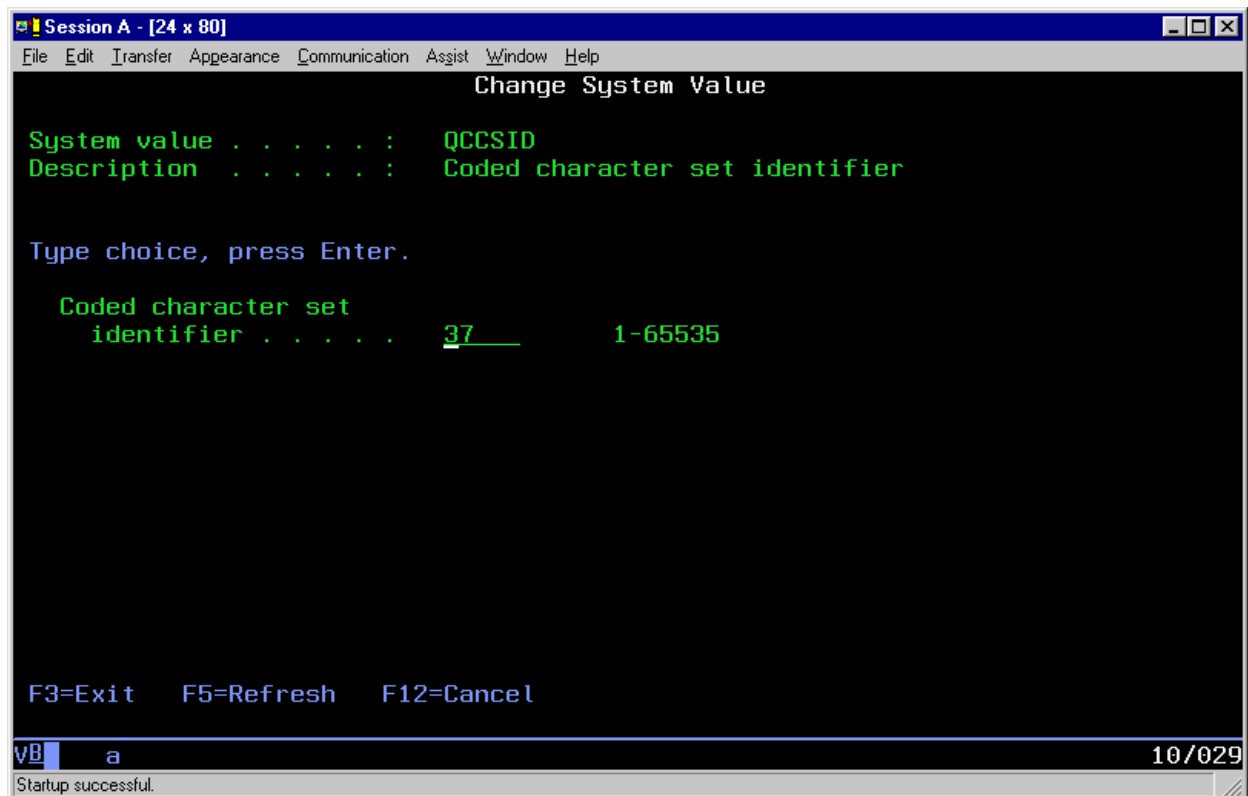 Session A - [24 x 80]
File Edit Transfer Appearance Communication Assist Window Help
Change System Value
System value . . . . . : QCCSID
Description . . . . . : Coded character set identifier
Type choice, press Enter.
Coded character set
identifier . . . . . 37 1-65535
F3=Exit F5=Refresh F12=Cancel
VB a 10/029
Startup successful.